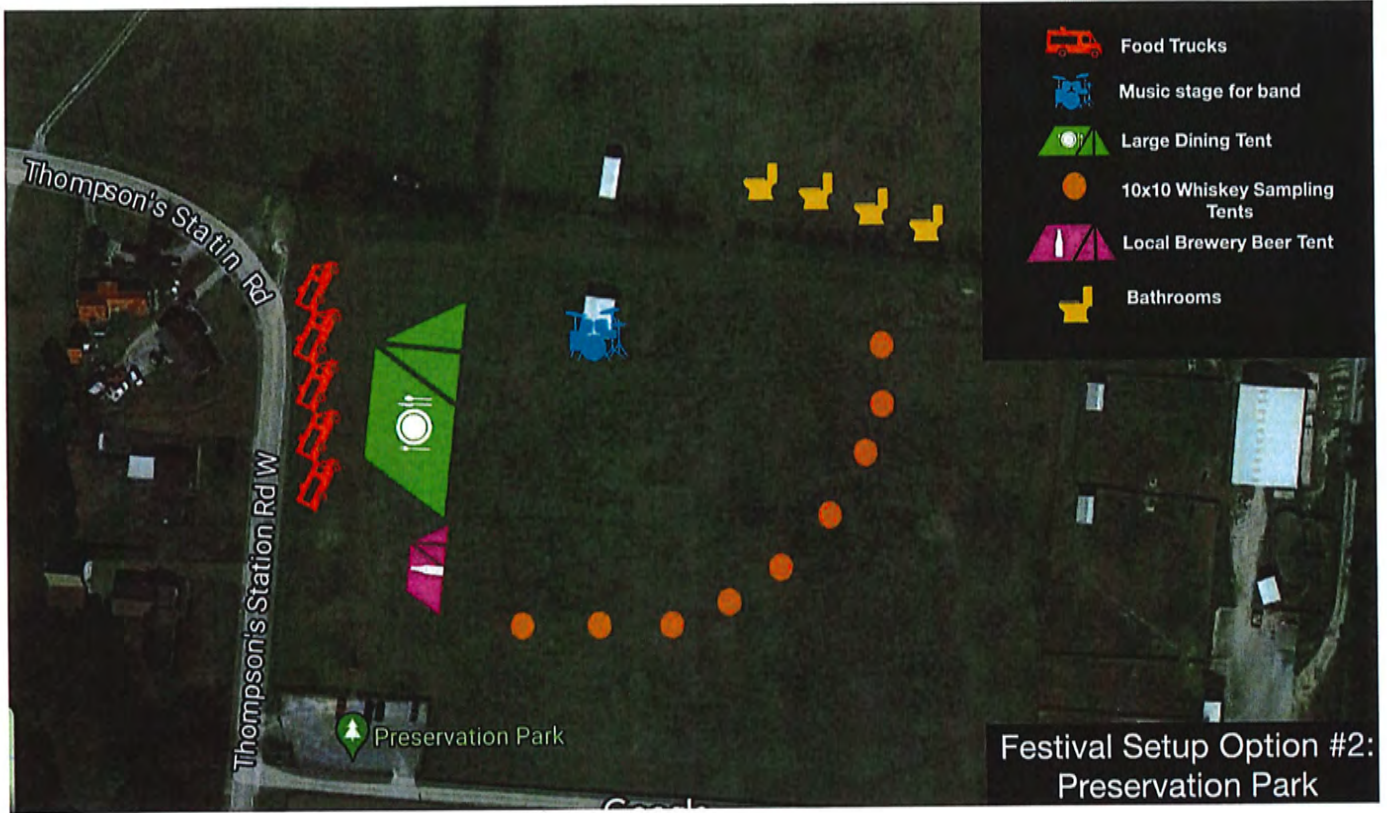 Food Trucks
Music stage for band
Large Dining Tent
10x10 Whiskey Sampling
Tents
Local Brewery Beer Tent
Bathrooms
Thompson's Statin Rd
Thompson's Station Rd W
Preservation Park
Festival Setup Option #2:
Preservation Park
Google